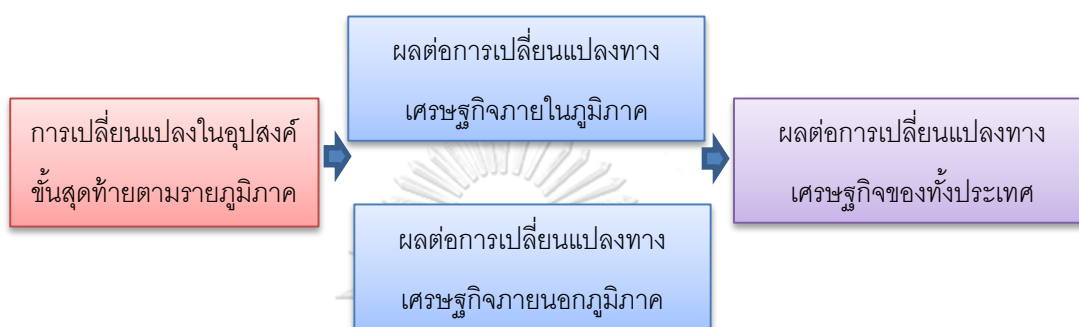 การเปลี่ยนแปลงในอุปสงค์
ขั้นสุดท้ายตามรายภูมิภาค
ผลต่อการเปลี่ยนแปลงทาง
เศรษฐกิจภายในภูมิภาค
ผลต่อการเปลี่ยนแปลงทาง
เศรษฐกิจภายนอกภูมิภาค
ผลต่อการเปลี่ยนแปลงทาง
เศรษฐกิจของทั้งประเทศ